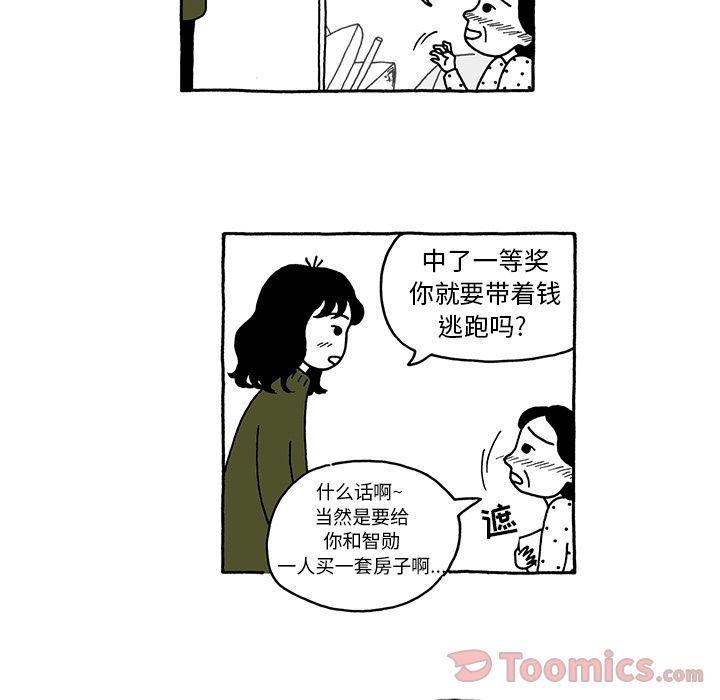 中了一等奖
你就要带着钱
逃跑吗?
什么话啊~
当然是要给
你和智勋
一人买一套房子啊...
遮
Toomics.com